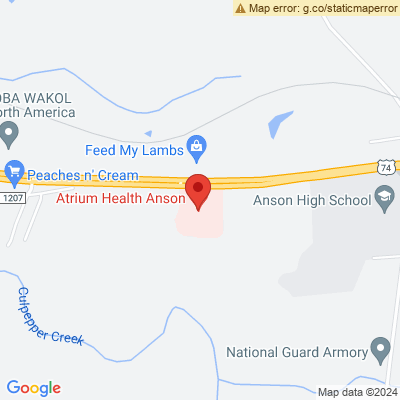 Map error: g.co/staticmaperror
OBA WAKOL
orth America
Feed My Lambs
74
Peaches n' Cream
1207
Atrium Health Anson
Anson High School
Culpepper Creek
National Guard Armory
Google
Map data ©2024